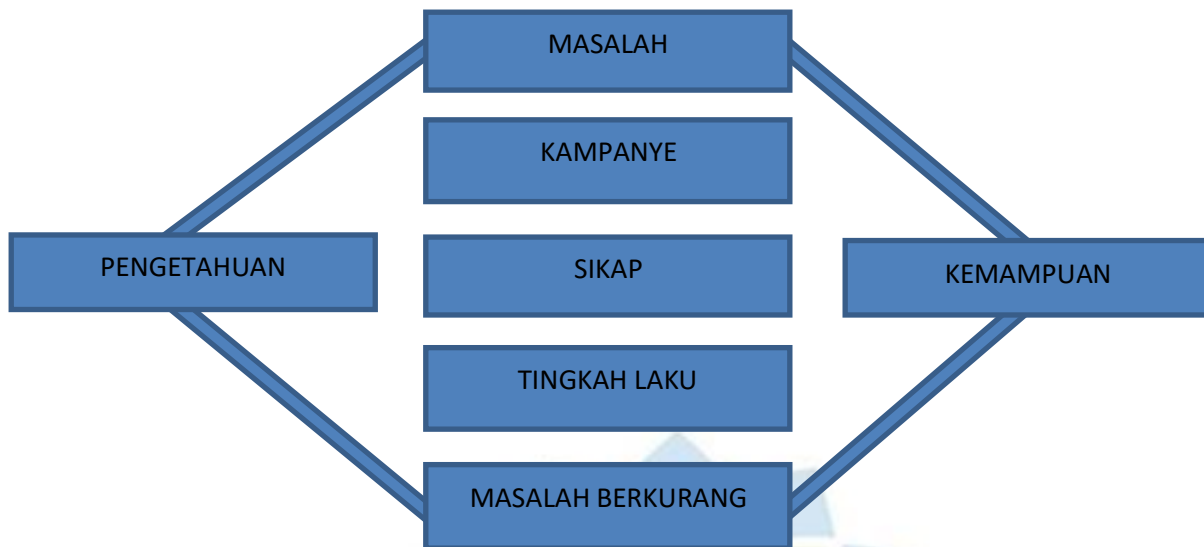 MASALAH
KAMPANYE
PENGETAHUAN
SIKAP
KEMAMPUAN
TINGKAH LAKU
MASALAH BERKURANG